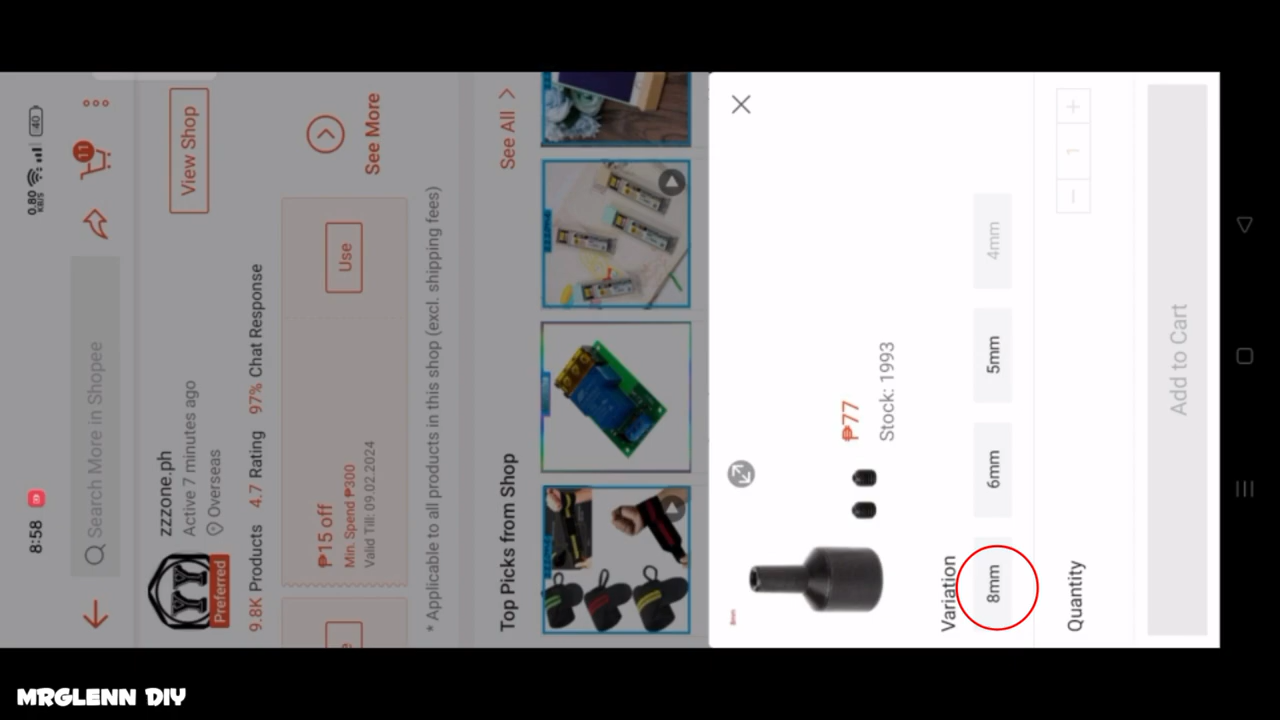 8:58
0.80
KB/S
40
Search More in Shopee
11
zzzone.ph
Active 7 minutes ago
Overseas
Preferred
View Shop
9.8K Products 4.7 Rating 97% Chat Response
₱15 off
Min. Spend ₱300
Valid Till: 09.02.2024
Use
See More
* Applicable to all products in this shop (excl. shipping fees)
Top Picks from Shop
See All >
8mm
₱77
Stock: 1993
Variation
8mm
6mm
5mm
4mm
Quantity
- 1 +
Add to Cart
MRGLENN DIY